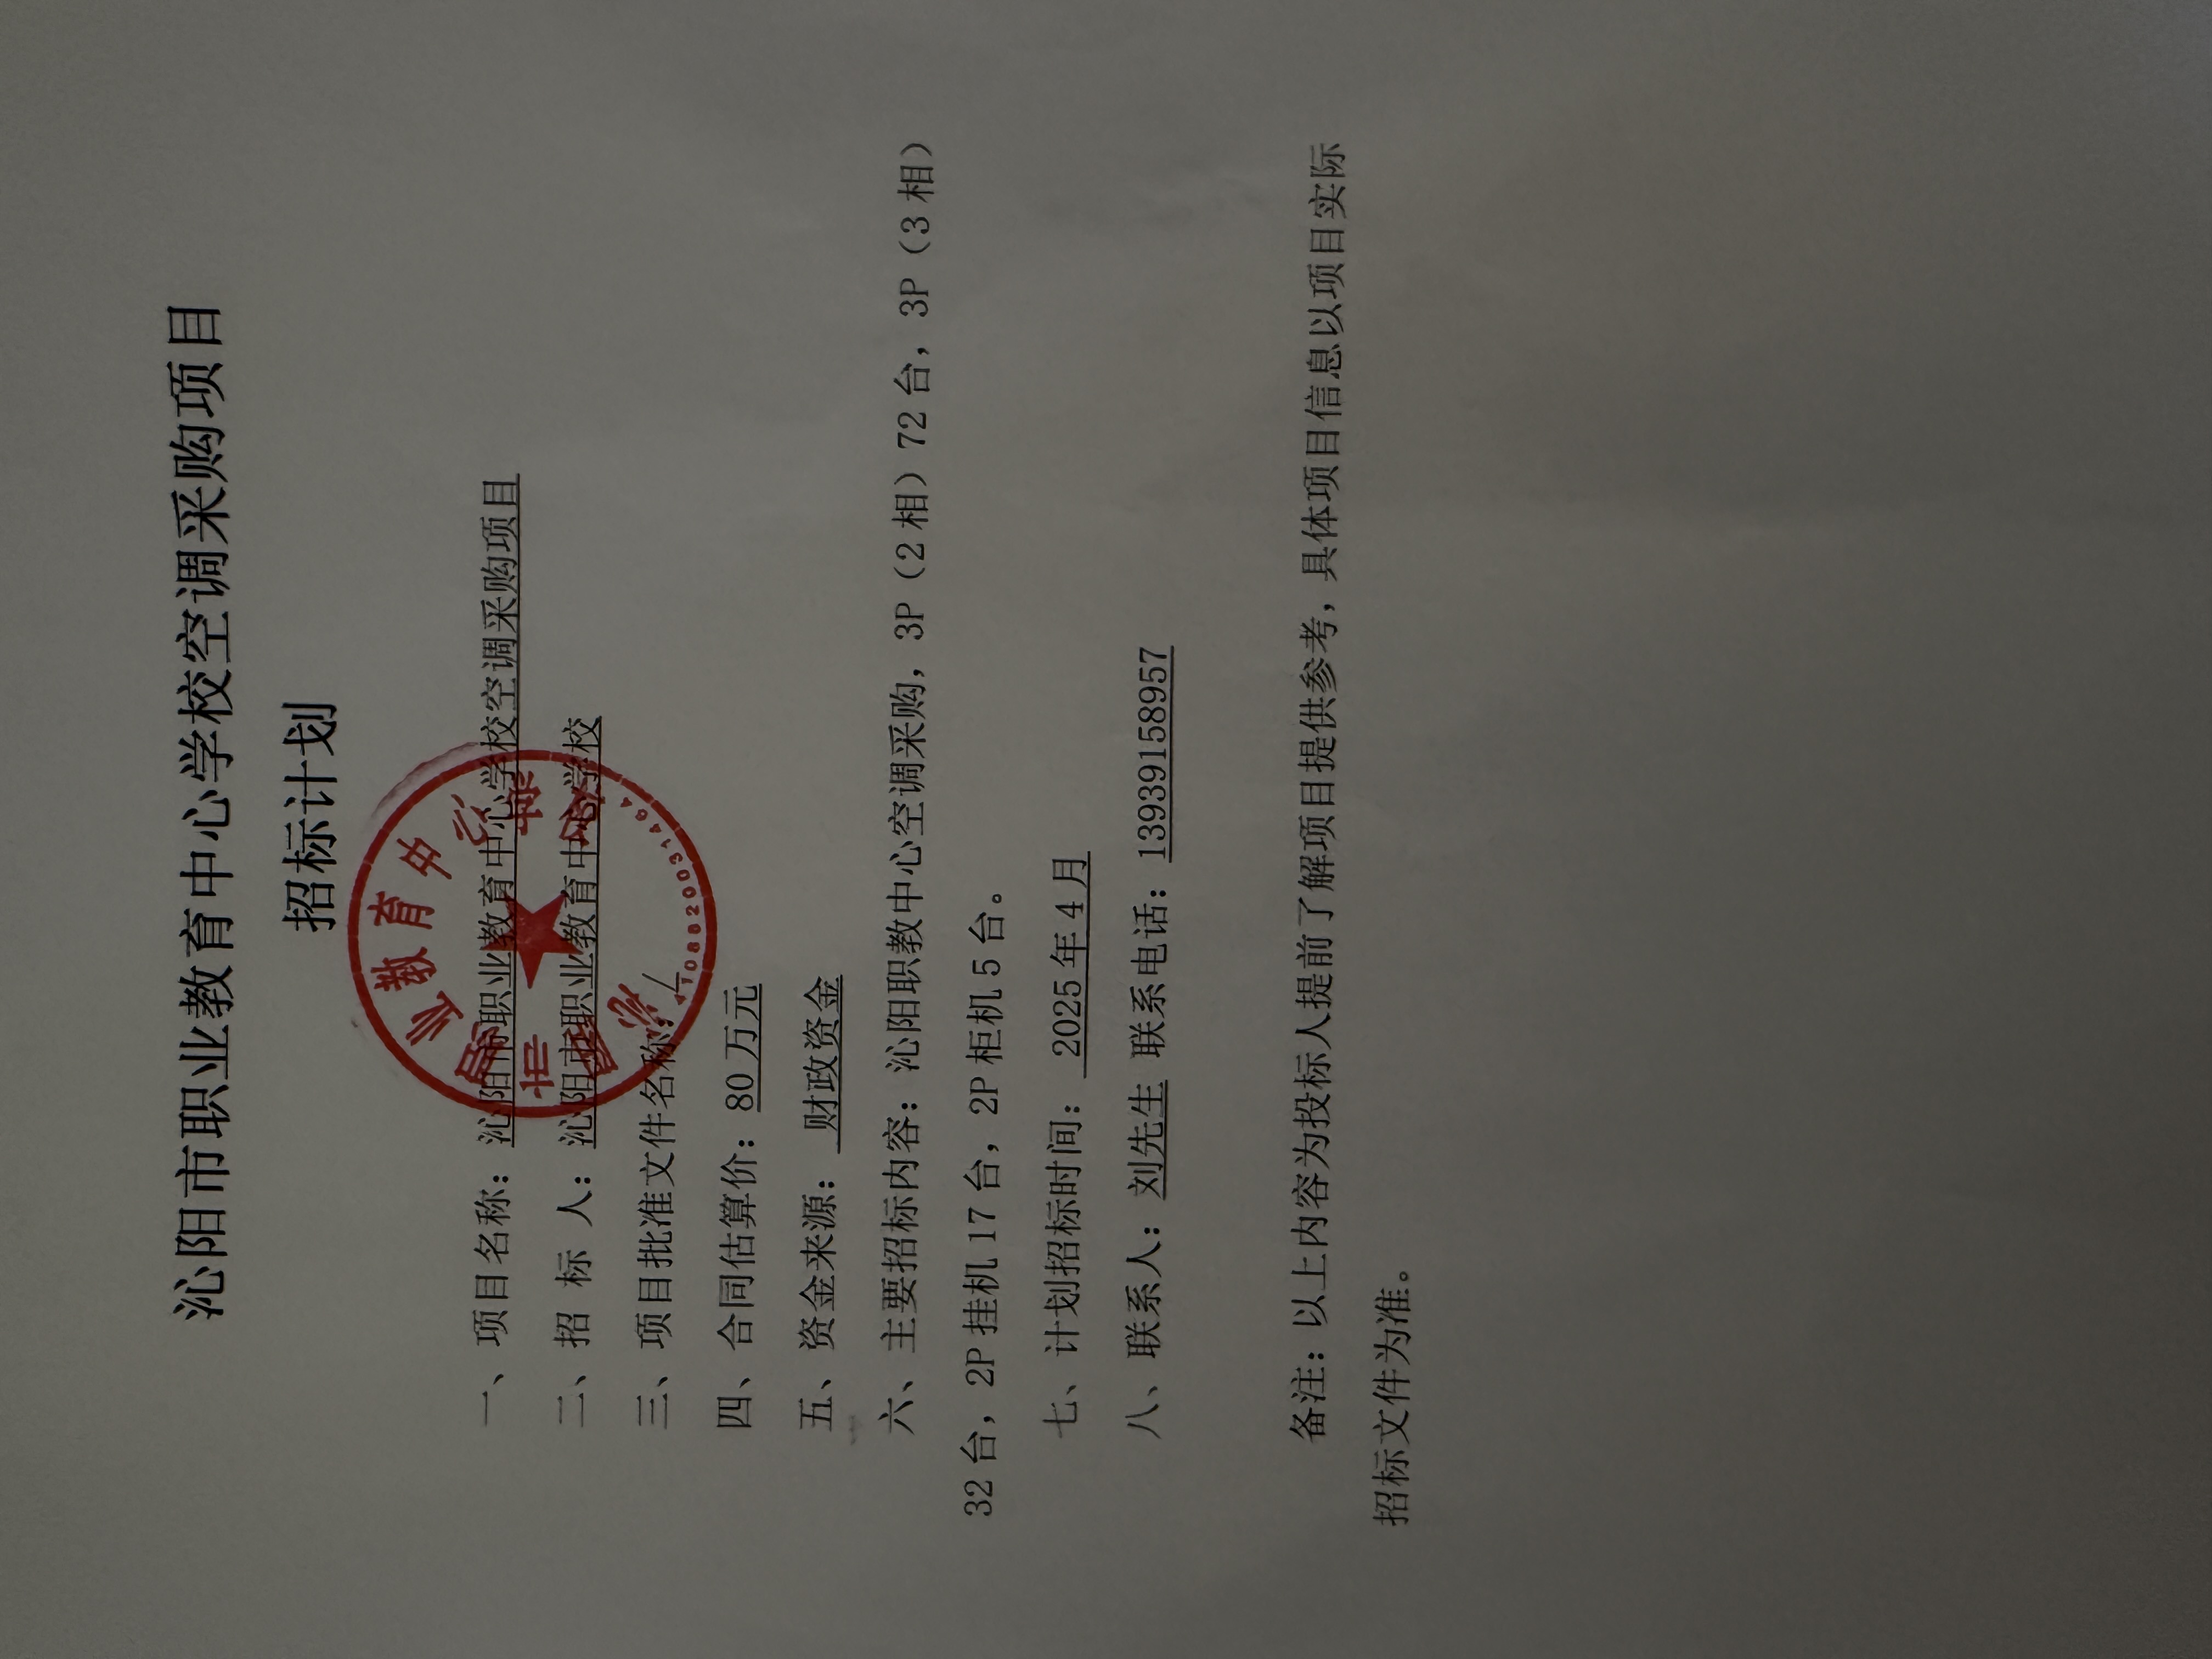 沁阳市职业教育中心学校空调采购项目
招标计划
一、项目名称：沁阳市职业教育中心学校空调采购项目
二、招 标 人：沁阳市职业教育中心学校
三、项目批准文件名称：/
四、合同估算价：80万元
五、资金来源： 财政资金
六、主要招标内容：沁阳职教中心空调采购，3P（2相）72台，3P（3相）
32台，2P挂机17台，2P柜机5台。
七、计划招标时间： 2025年4月
八、联系人：刘先生 联系电话：13939158957
备注：以上内容为投标人提前了解项目提供参考，具体项目信息以项目实际
招标文件为准。